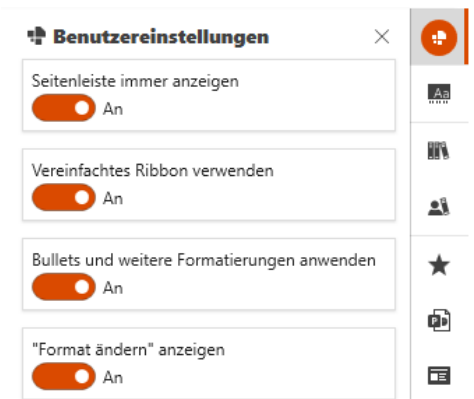 Benutzereinstellungen
Seitenleiste immer anzeigen
An
Vereinfachtes Ribbon verwenden
An
Bullets und weitere Formatierungen anwenden
An
"Format ändern" anzeigen
An
Aa